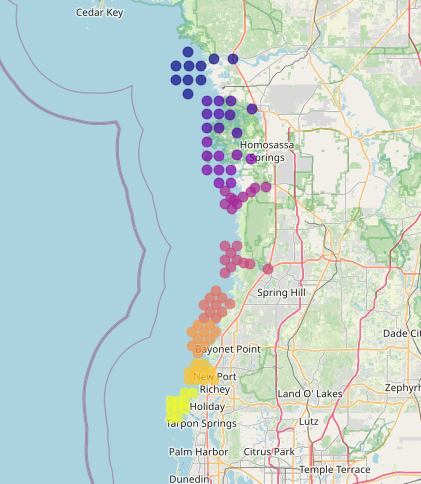 Cedar Key
Homosassa
Springs
Spring Hill
Dade Cit
Bayonet Point
New Port
Richey
Zephyrh
Land O' Lakes
Holiday
Tarpon Springs
Lutz
Palm Harbor
Citrus Park
Temple Terrace
Dunedin